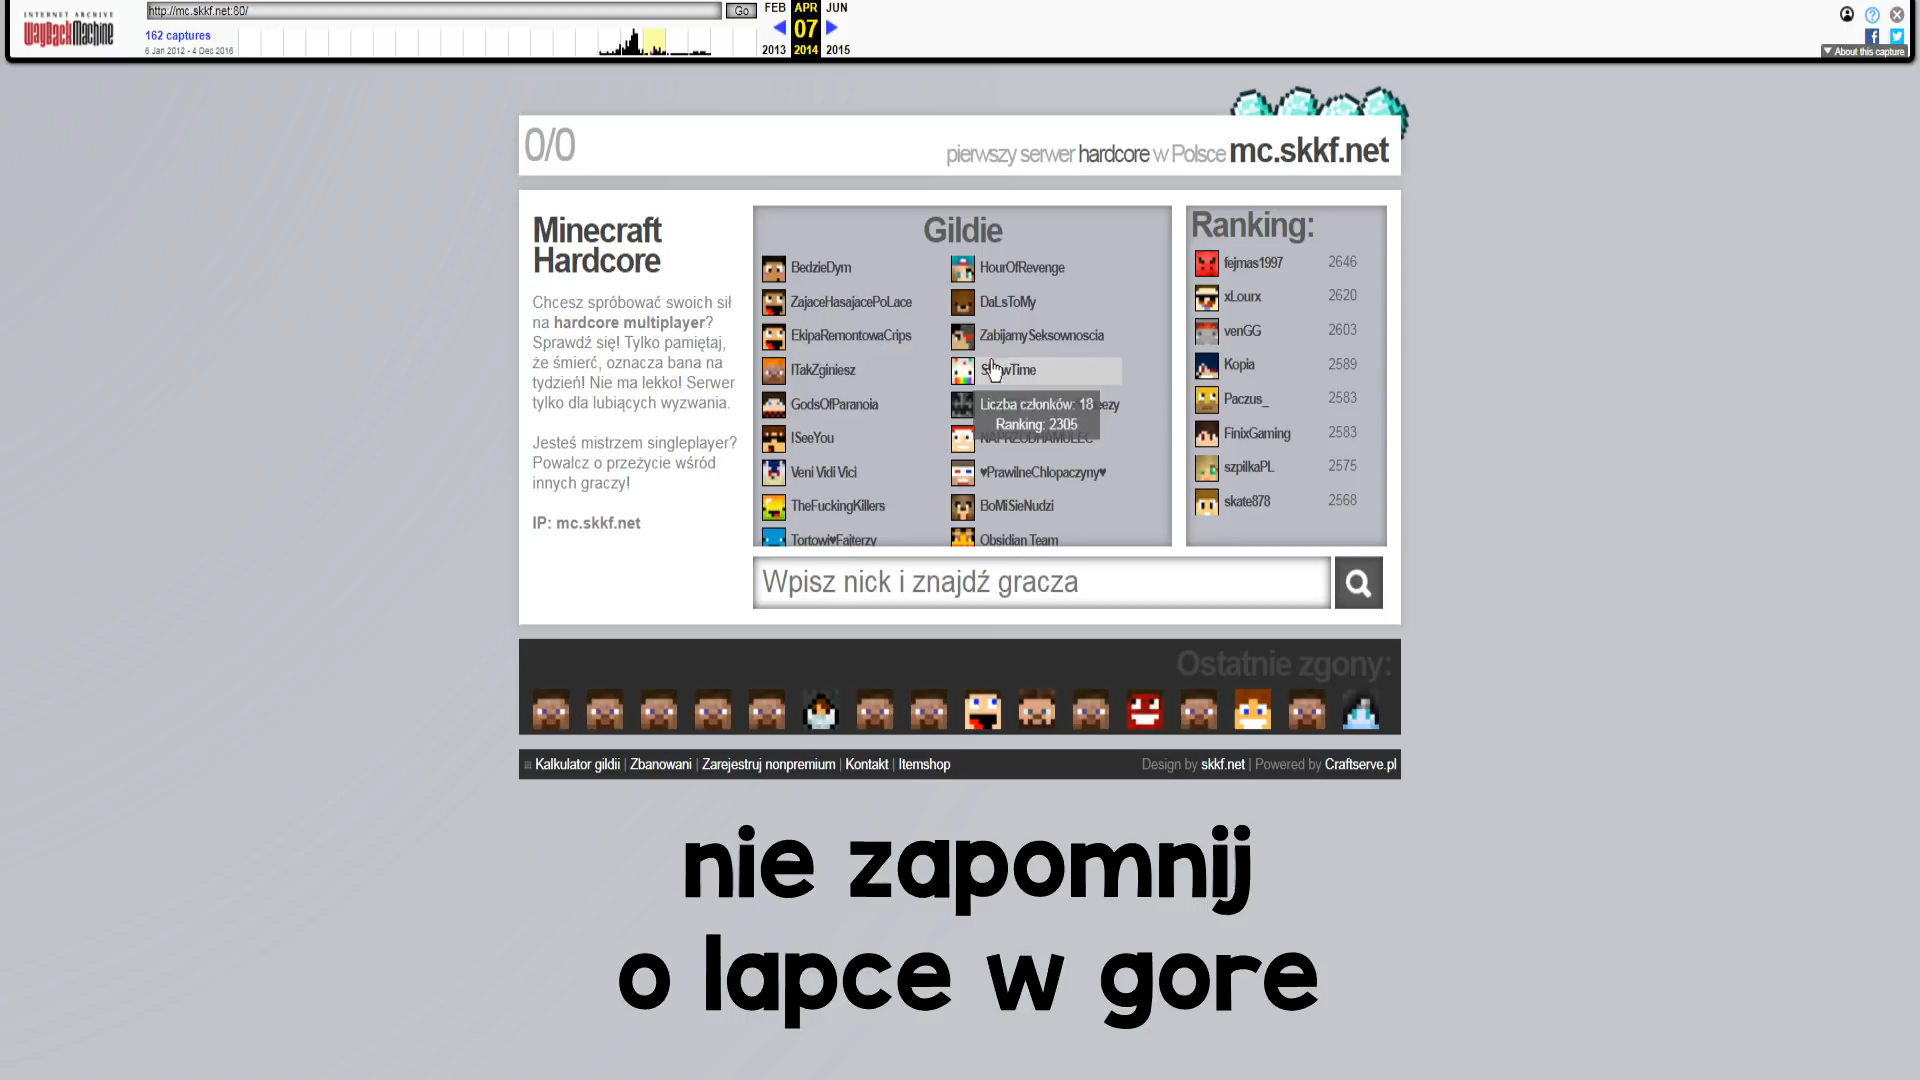 INTERNET ARCHIVE
WayBackMachine
http://mc.skkf.net:80/
Go
FEB APR JUN
07
2013 2014 2015
162 captures
6 Jan 2012 - 4 Dec 2016
About this capture
0/0
pierwszy serwer hardcore w Polsce mc.skkf.net
Minecraft
Hardcore
Chcesz spróbować swoich sił
na hardcore multiplayer?
Sprawdź się! Tylko pamiętaj,
że śmierć, oznacza bana na
tydzień! Nie ma lekko! Serwer
tylko dla lubiących wyzwania.
Jesteś mistrzem singleplayer?
Powalcz o przeżycie wśród
innych graczy!
IP: mc.skkf.net
Gildie
BedzieDym
HourOfRevenge
ZajaceHasajacePoLace
DaLsToMy
EkipaRemontowaCrips
ZabijamySeksownoscia
ITakZginiesz
GodsOfParanoia
Liczba członków: 18
Ranking: 2305
ISeeYou
NAPRZODHAMULEC
Veni Vidi Vici
♥PrawilneChlopaczyny♥
TheFuckingKillers
BoMiSieNudzi
Tortowi♥Fajterzy
Obsidian Team
Ranking:
fejmas1997 2646
xLourx 2620
venGG 2603
Kopia 2589
Paczus_ 2583
FinixGaming 2583
szpilkaPL 2575
skate878 2568
Wpisz nick i znajdź gracza
Ostatnie zgony:
Kalkulator gildii | Zbanowani | Zarejestruj nonpremium | Kontakt | Itemshop
Design by skkf.net | Powered by Craftserve.pl
nie zapomnij
o lapce w gore